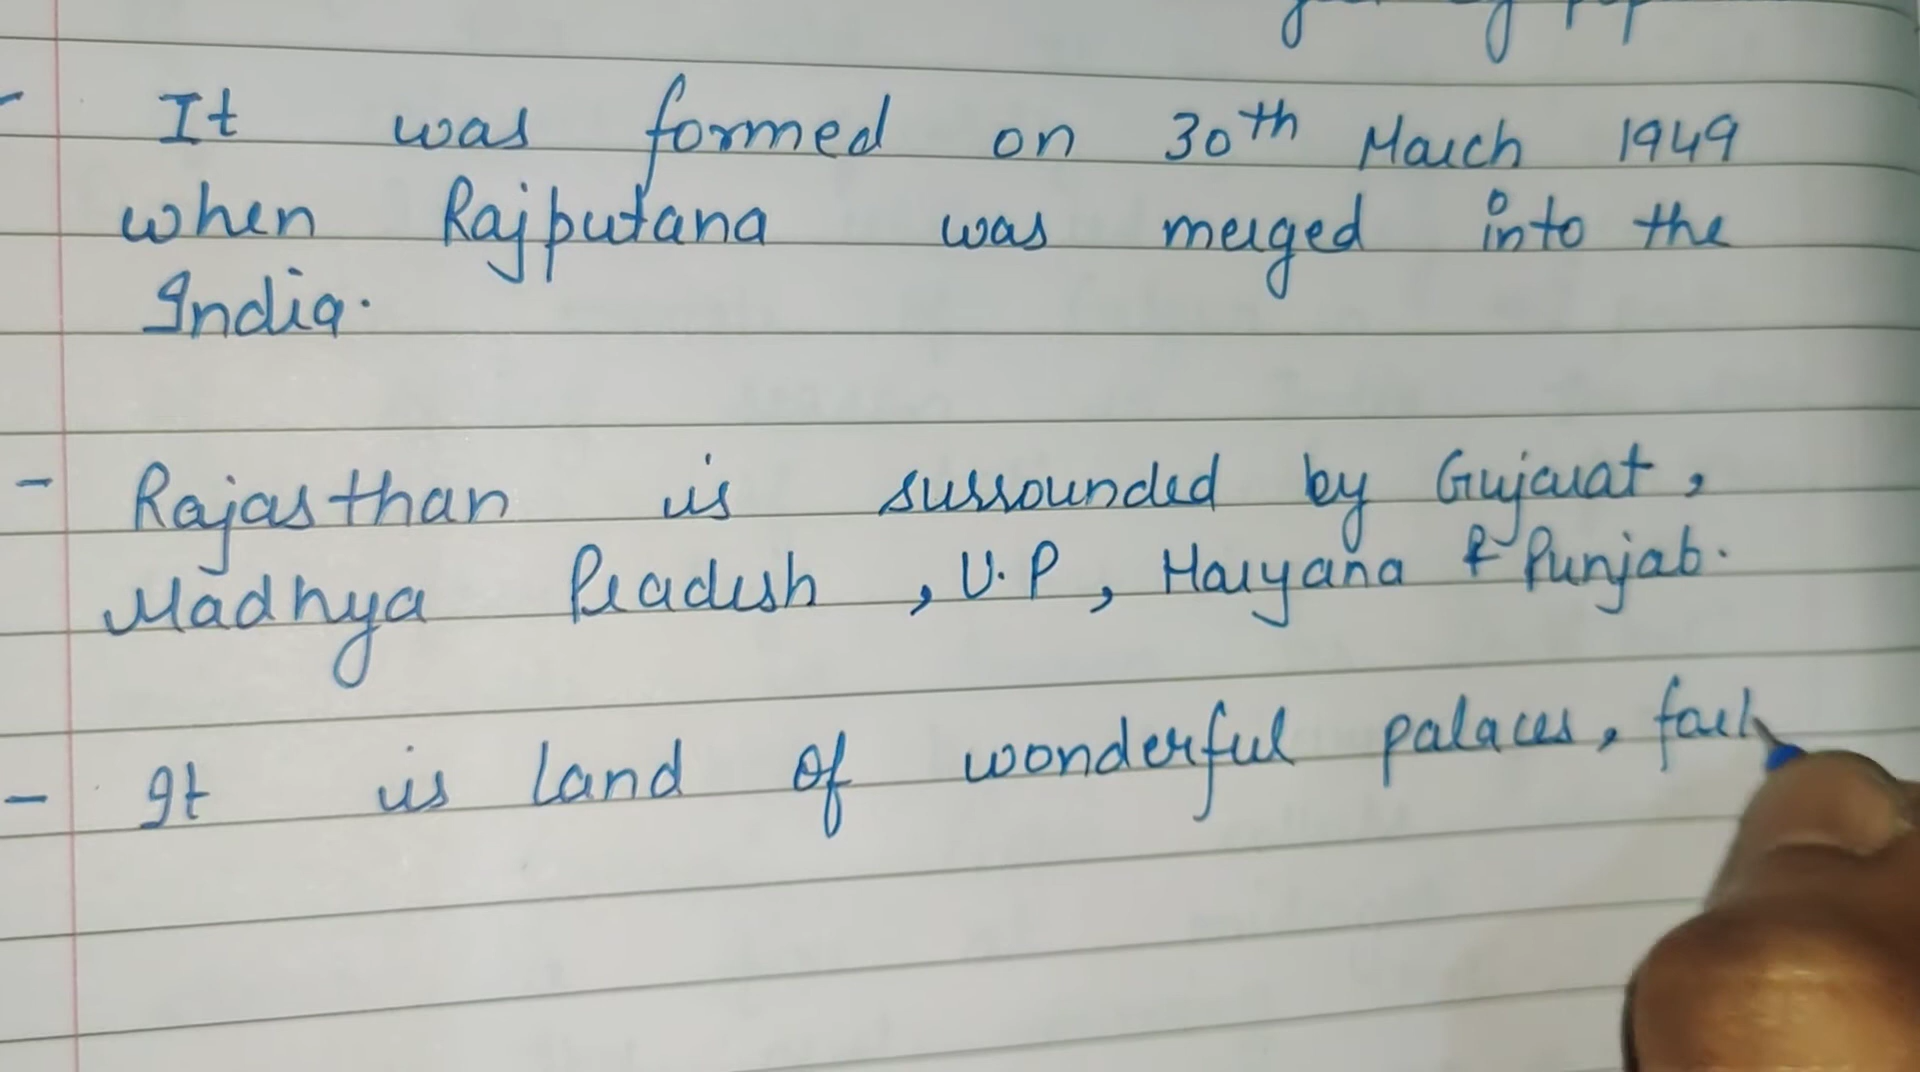 - It was formed on 30th March 1949
when Rajputana was merged into the
India.
- Rajasthan is surrounded by Gujarat,
Madhya Pradesh, U.P, Haryana & Punjab.
- It is land of wonderful palaces,